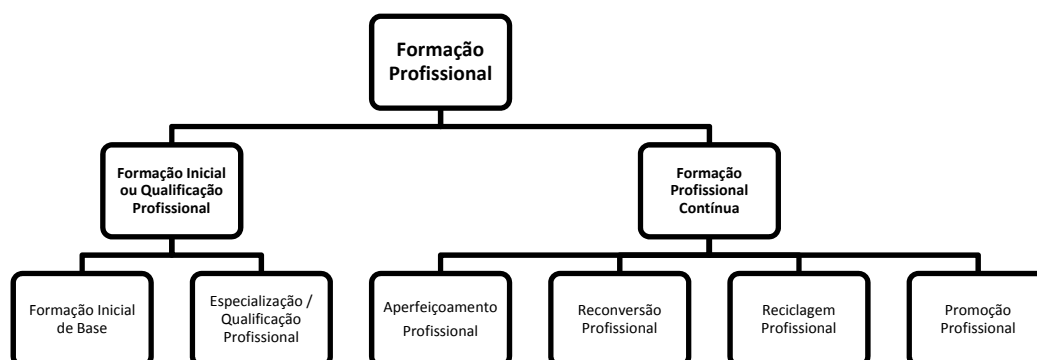 Formação
Profissional
Formação Inicial
ou Qualificação
Profissional
Formação
Profissional
Contínua
Formação Inicial
de Base
Especialização /
Qualificação
Profissional
Aperfeiçoamento
Profissional
Reconversão
Profissional
Reciclagem
Profissional
Promoção
Profissional